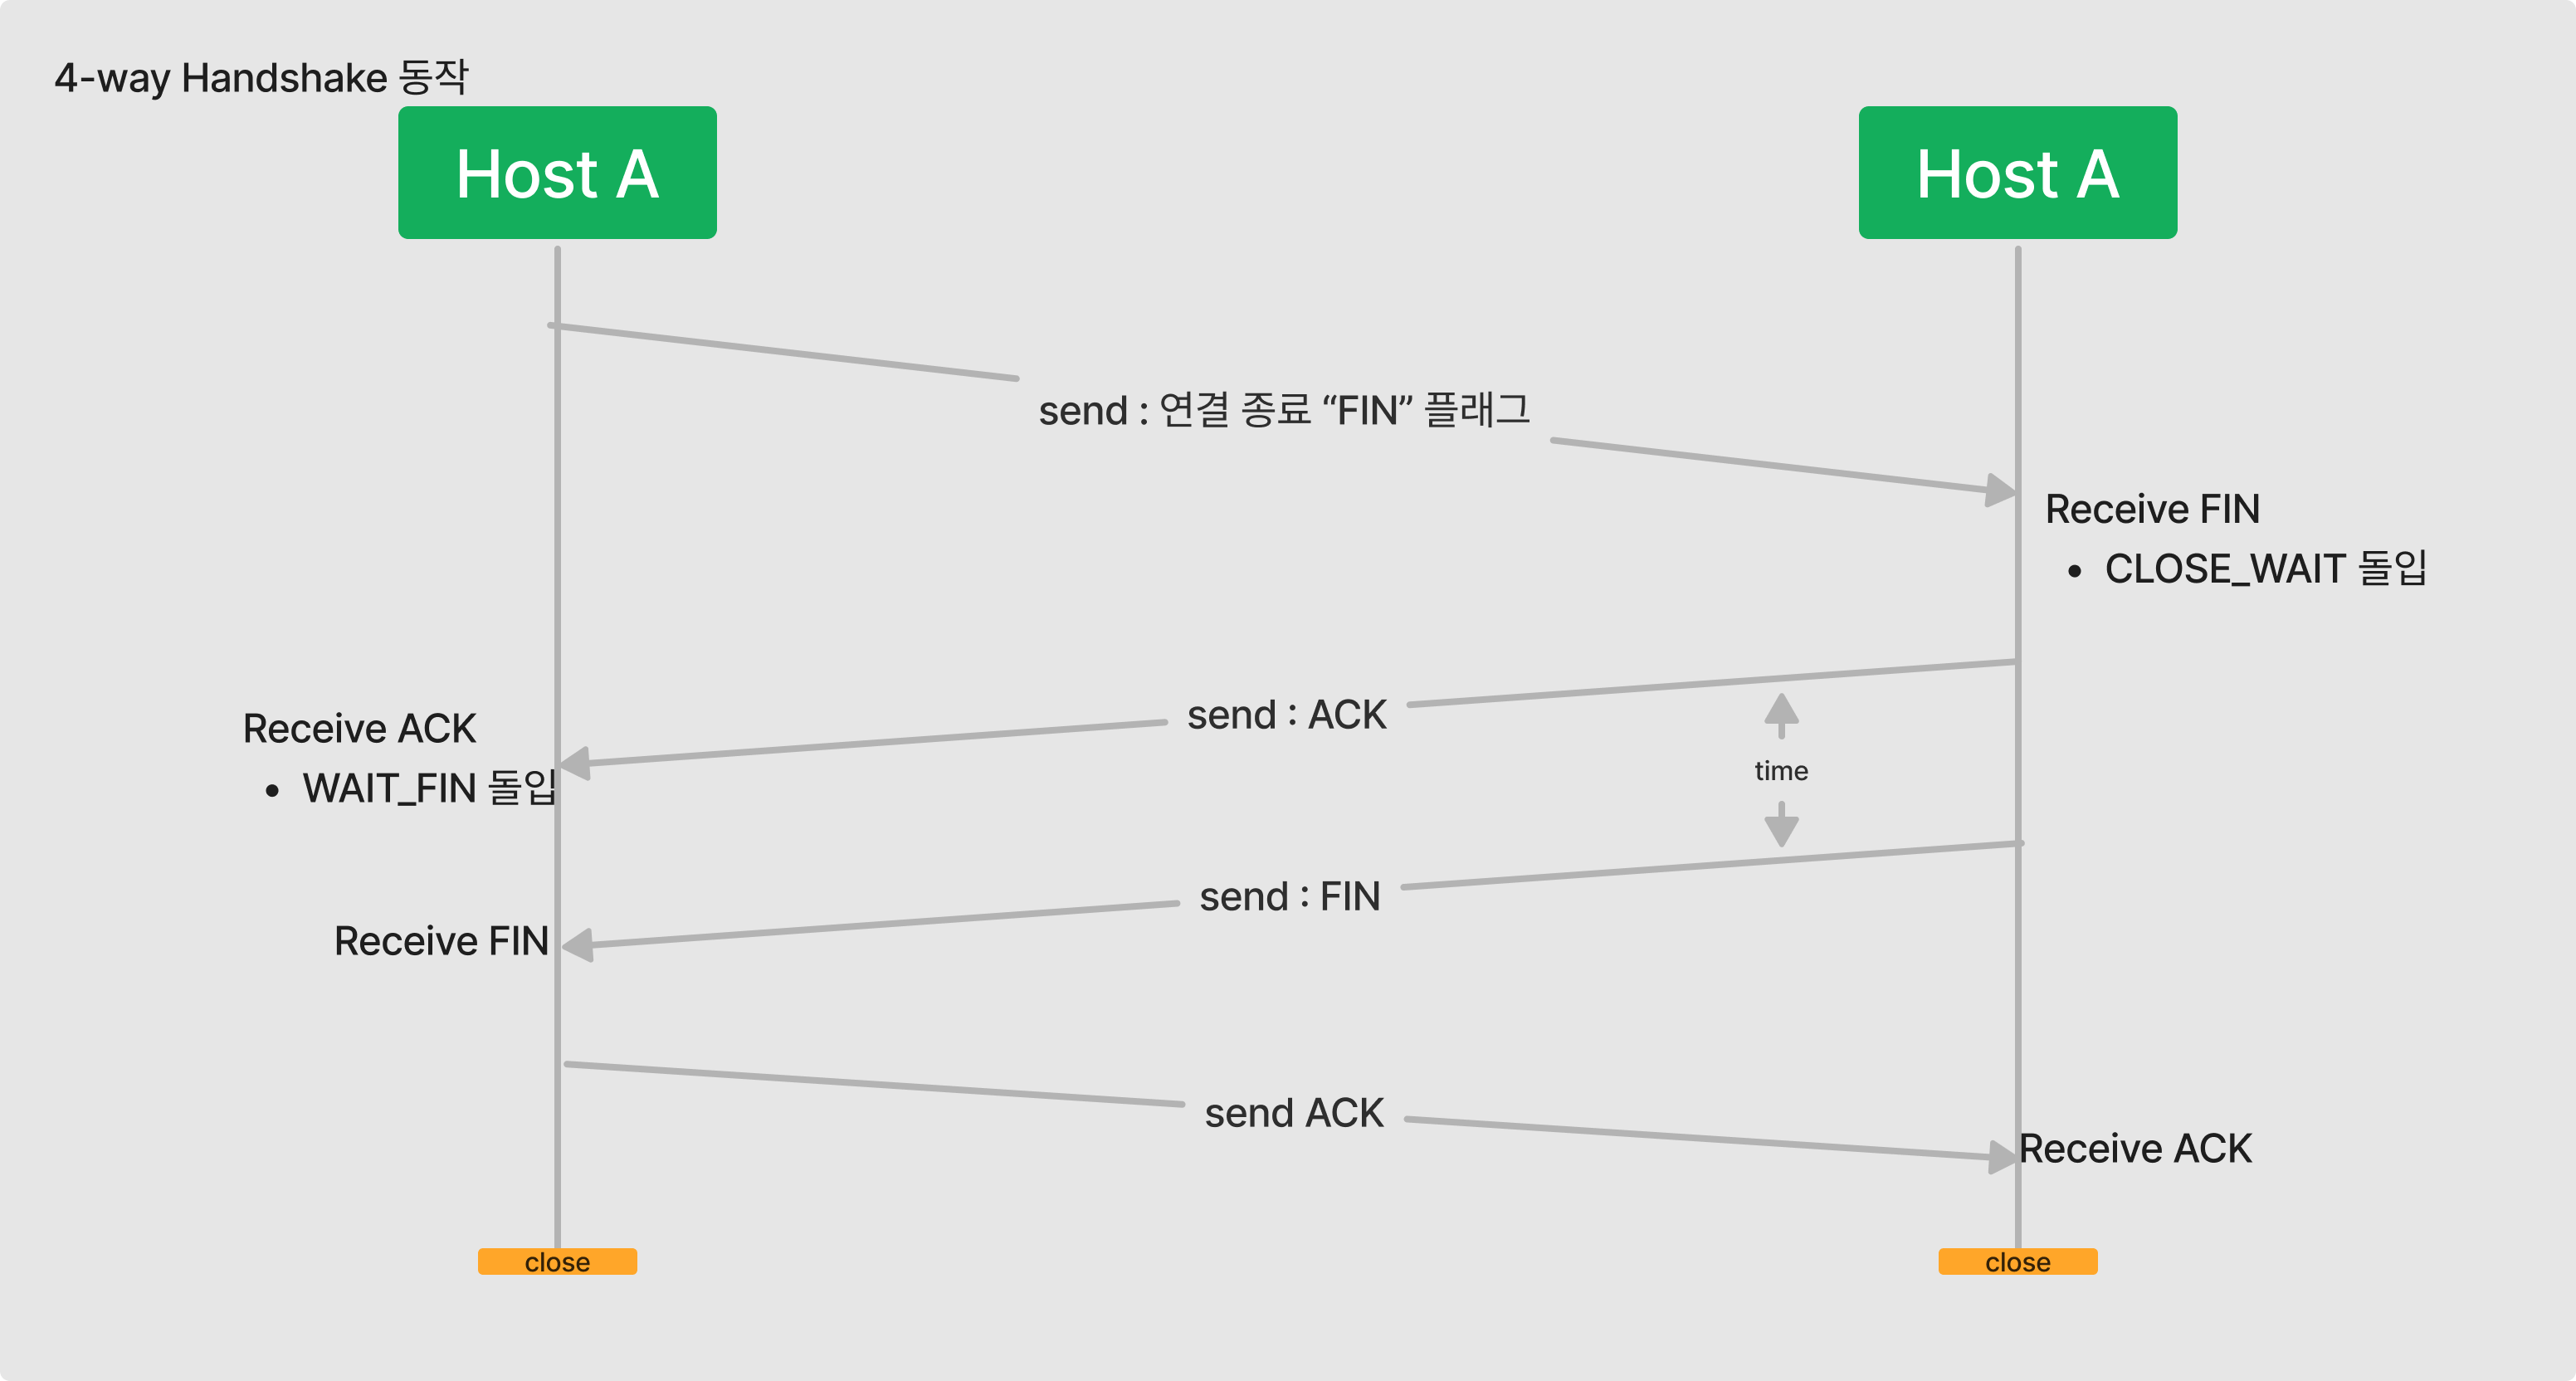 4-way Handshake 동작
Host A
Host A
send : 연결 종료 “FIN” 플래그
Receive FIN
• CLOSE_WAIT 돌입
send : ACK
Receive ACK
• WAIT_FIN 돌입
time
send : FIN
Receive FIN
send ACK
Receive ACK
close
close